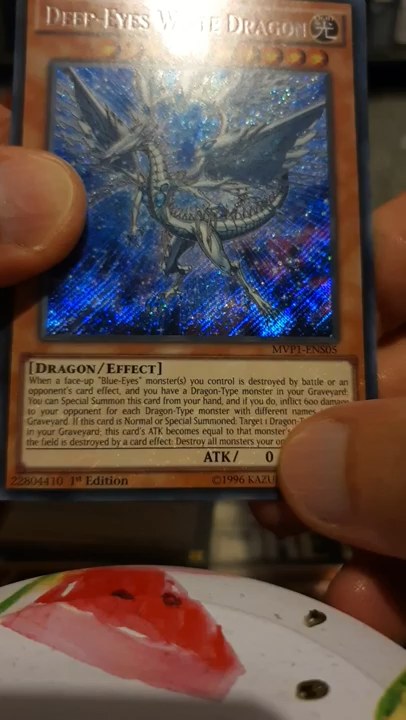 DEEP-EYES WHITE DRAGON
光
MVP1-ENS05
[DRAGON/EFFECT]
When a face-up "Blue-Eyes" monster(s) you control is destroyed by battle or an
opponent's card effect, and you have a Dragon-Type monster in your Graveyard:
You can Special Summon this card from your hand, and if you do, inflict 600 damage
to your opponent for each Dragon-Type monster with different names
Graveyard. If this card is Normal or Special Summoned: Target 1 Dragon-T
in your Graveyard; this card's ATK becomes equal to that monster
the field is destroyed by a card effect: Destroy all monsters your o
ATK/ 0
22804410 1st Edition
©1996 KAZU